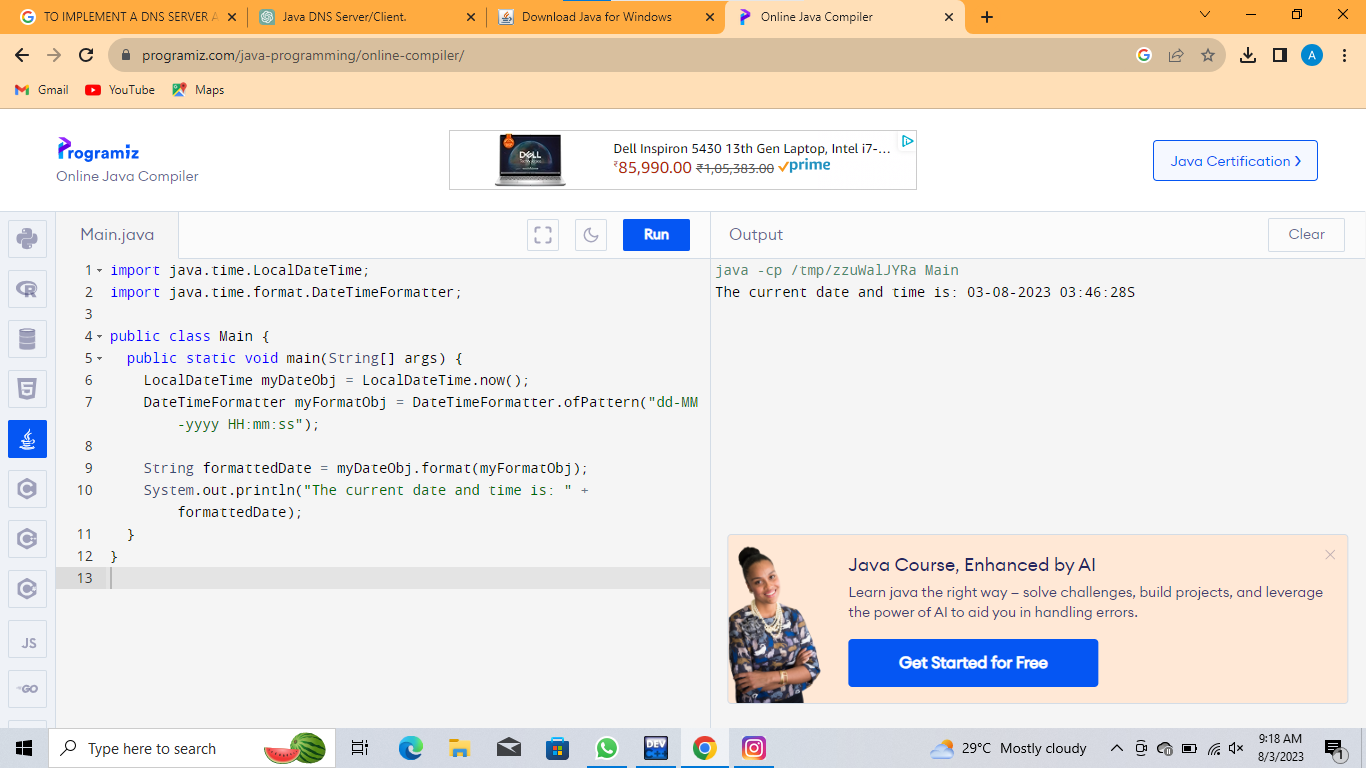 TO IMPLEMENT A DNS SERVER A
Java DNS Server/Client.
Download Java for Windows
Online Java Compiler
programiz.com/java-programming/online-compiler/
A
Gmail
YouTube
Maps
Programiz
Online Java Compiler
DELL
Dell Inspiron 5430 13th Gen Laptop, Intel i7-...
₹85,990.00 ₹1,05,383.00 prime
Java Certification >
Main.java
Run
Output
Clear
1 import java.time.LocalDateTime;
2 import java.time.format.DateTimeFormatter;
3
4 public class Main {
5 public static void main(String[] args) {
6 LocalDateTime myDateObj = LocalDateTime.now();
7 DateTimeFormatter myFormatObj = DateTimeFormatter.ofPattern("dd-MM
-yyyy HH:mm:ss");
8
9 String formattedDate = myDateObj.format(myFormatObj);
10 System.out.println("The current date and time is: " +
formattedDate);
11 }
12 }
13
java -cp /tmp/zzuWalJYRa Main
The current date and time is: 03-08-2023 03:46:28S
JS
GO
Java Course, Enhanced by AI
Learn java the right way – solve challenges, build projects, and leverage
the power of AI to aid you in handling errors.
Get Started for Free
Type here to search
DEV
29°C Mostly cloudy
9:18 AM
8/3/2023
1